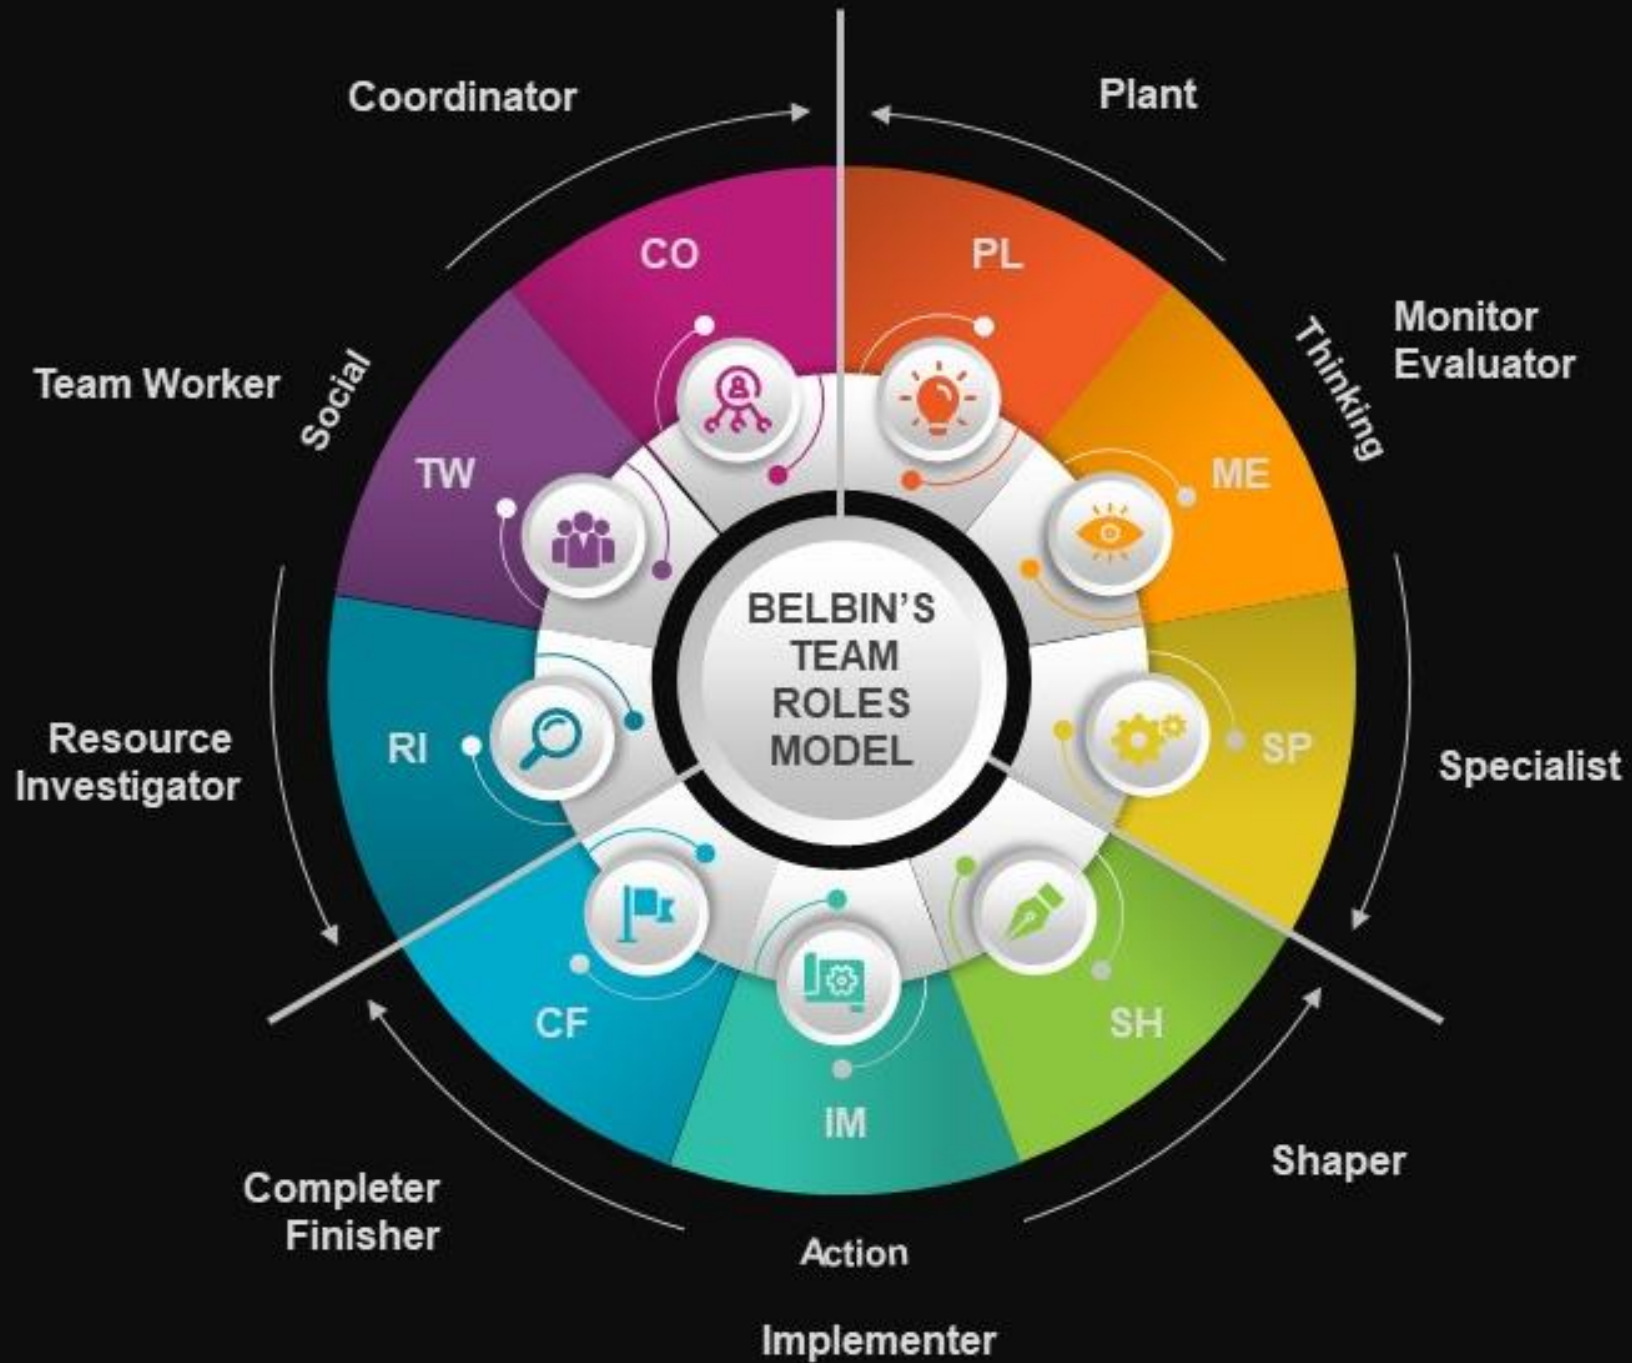 Coordinator
Plant
CO
PL
Monitor
Evaluator
Thinking
Team Worker
Social
TW
ME
BELBIN’S
TEAM
ROLES
MODEL
Resource
Investigator
RI
SP
Specialist
CF
SH
IM
Completer
Finisher
Shaper
Action
Implementer